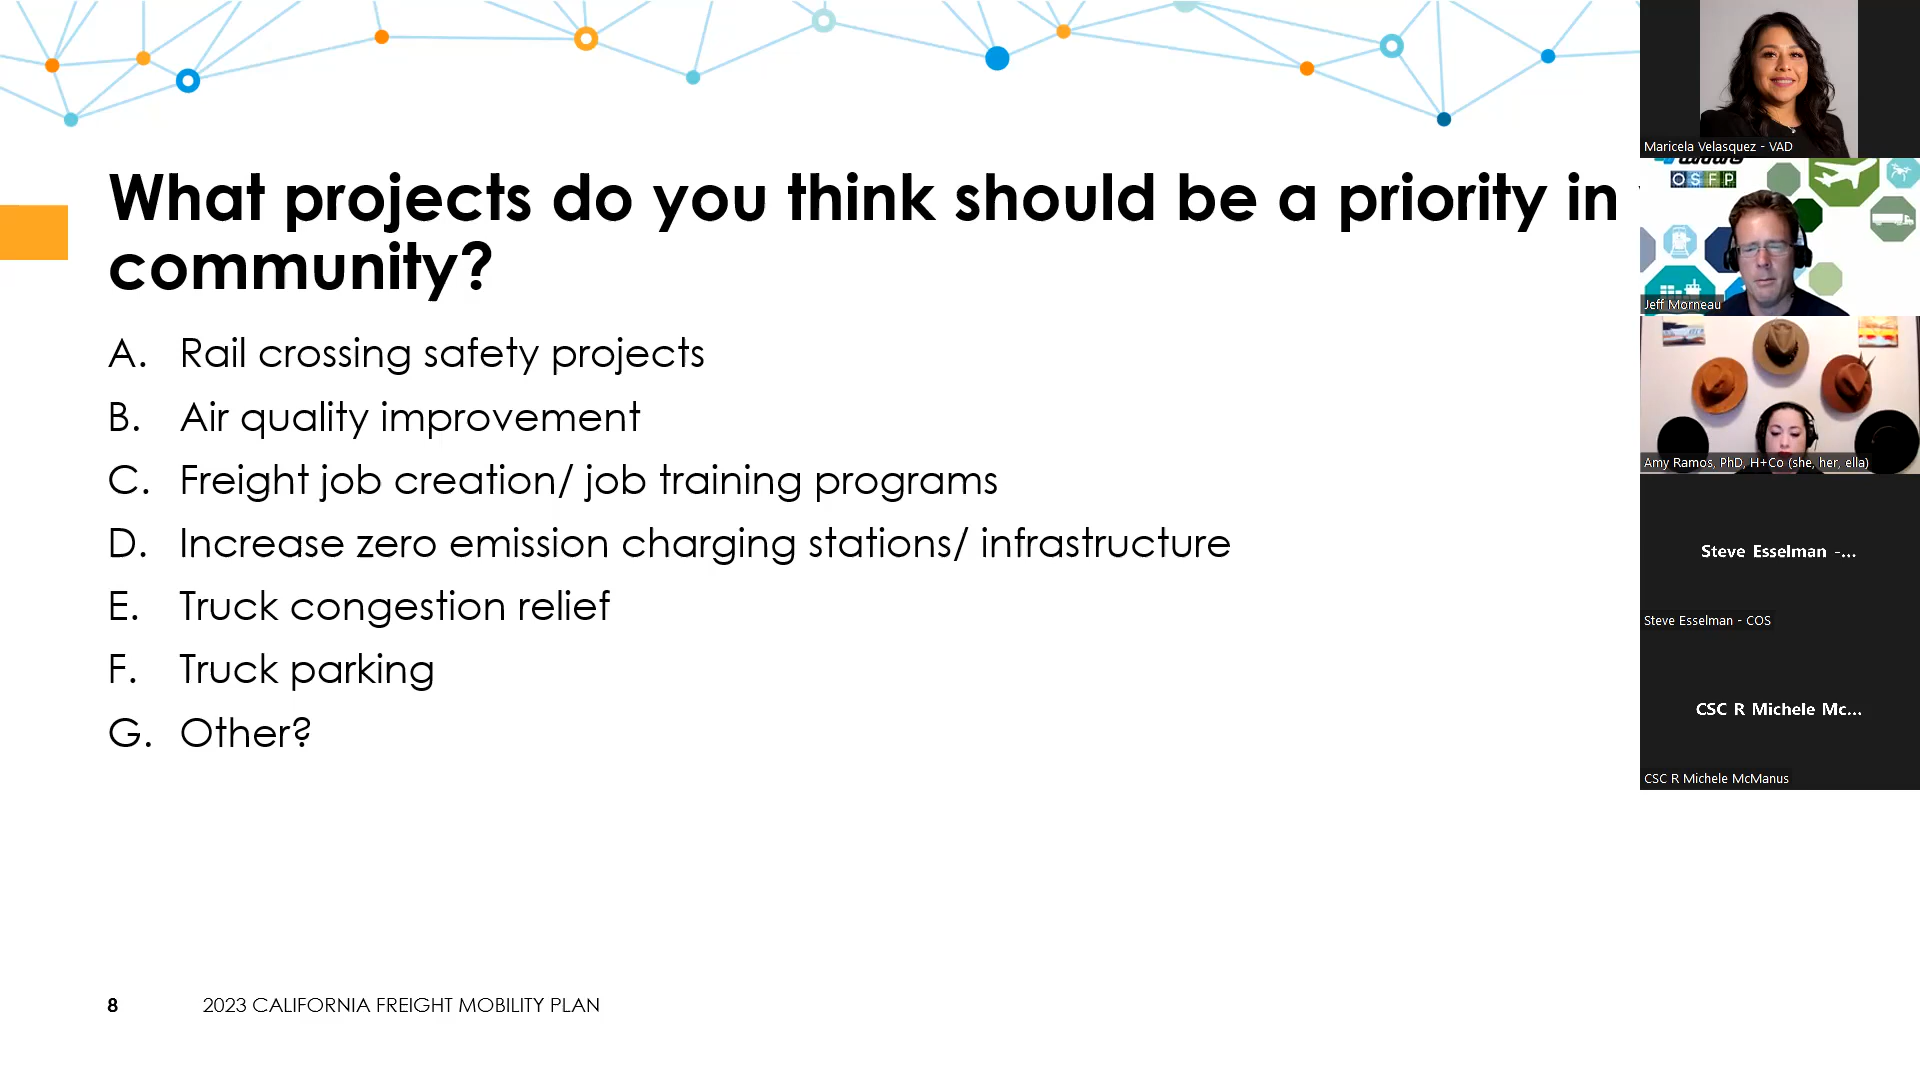 What projects do you think should be a priority in
community?
A. Rail crossing safety projects
B. Air quality improvement
C. Freight job creation/ job training programs
D. Increase zero emission charging stations/ infrastructure
E. Truck congestion relief
F. Truck parking
G. Other?
8 2023 CALIFORNIA FREIGHT MOBILITY PLAN
Maricela Velasquez - VAD
OSFP
Jeff Morneau
Amy Ramos, PhD, H+Co (she, her, ella)
Steve Esselman -...
Steve Esselman - COS
CSC R Michele Mc...
CSC R Michele McManus